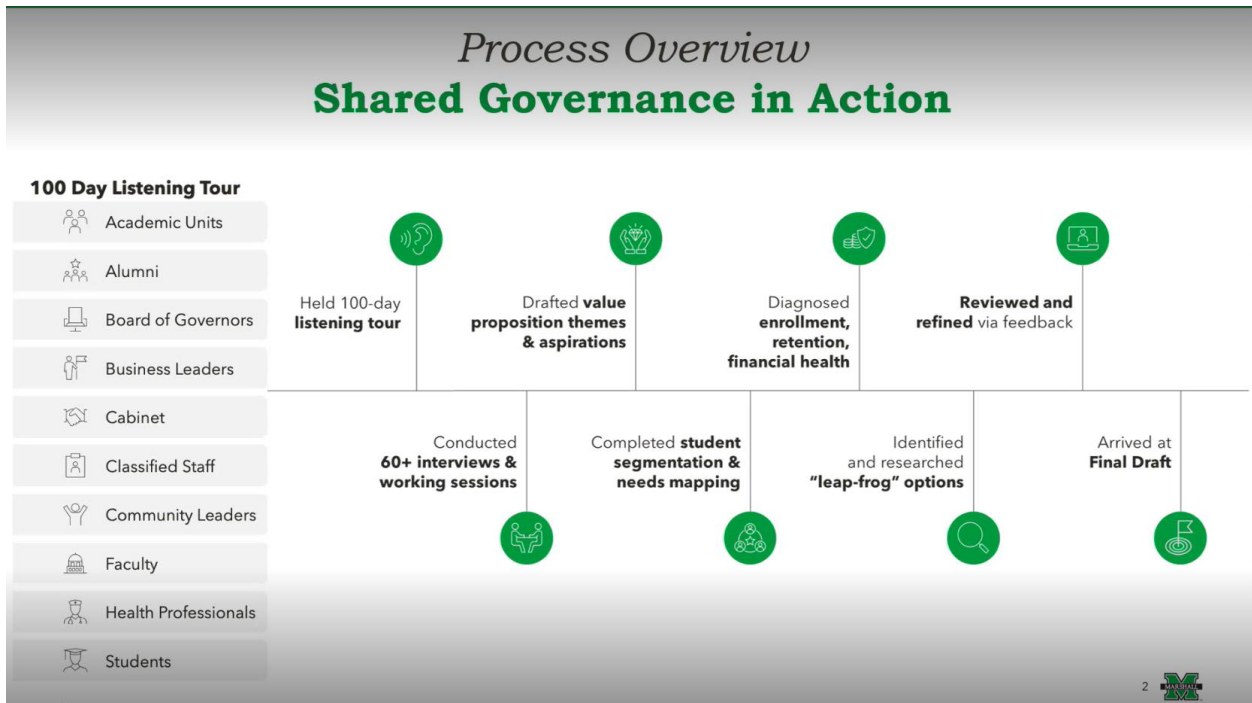 Process Overview
Shared Governance in Action
100 Day Listening Tour
Academic Units
Alumni
Board of Governors
Business Leaders
Cabinet
Classified Staff
Community Leaders
Faculty
Health Professionals
Students
Held 100-day
listening tour
Conducted
60+ interviews &
working sessions
Drafted value
proposition themes
& aspirations
Completed student
segmentation &
needs mapping
Diagnosed
enrollment,
retention,
financial health
Identified
and researched
“leap-frog” options
Reviewed and
refined via feedback
Arrived at
Final Draft
2
M
MARSHALL